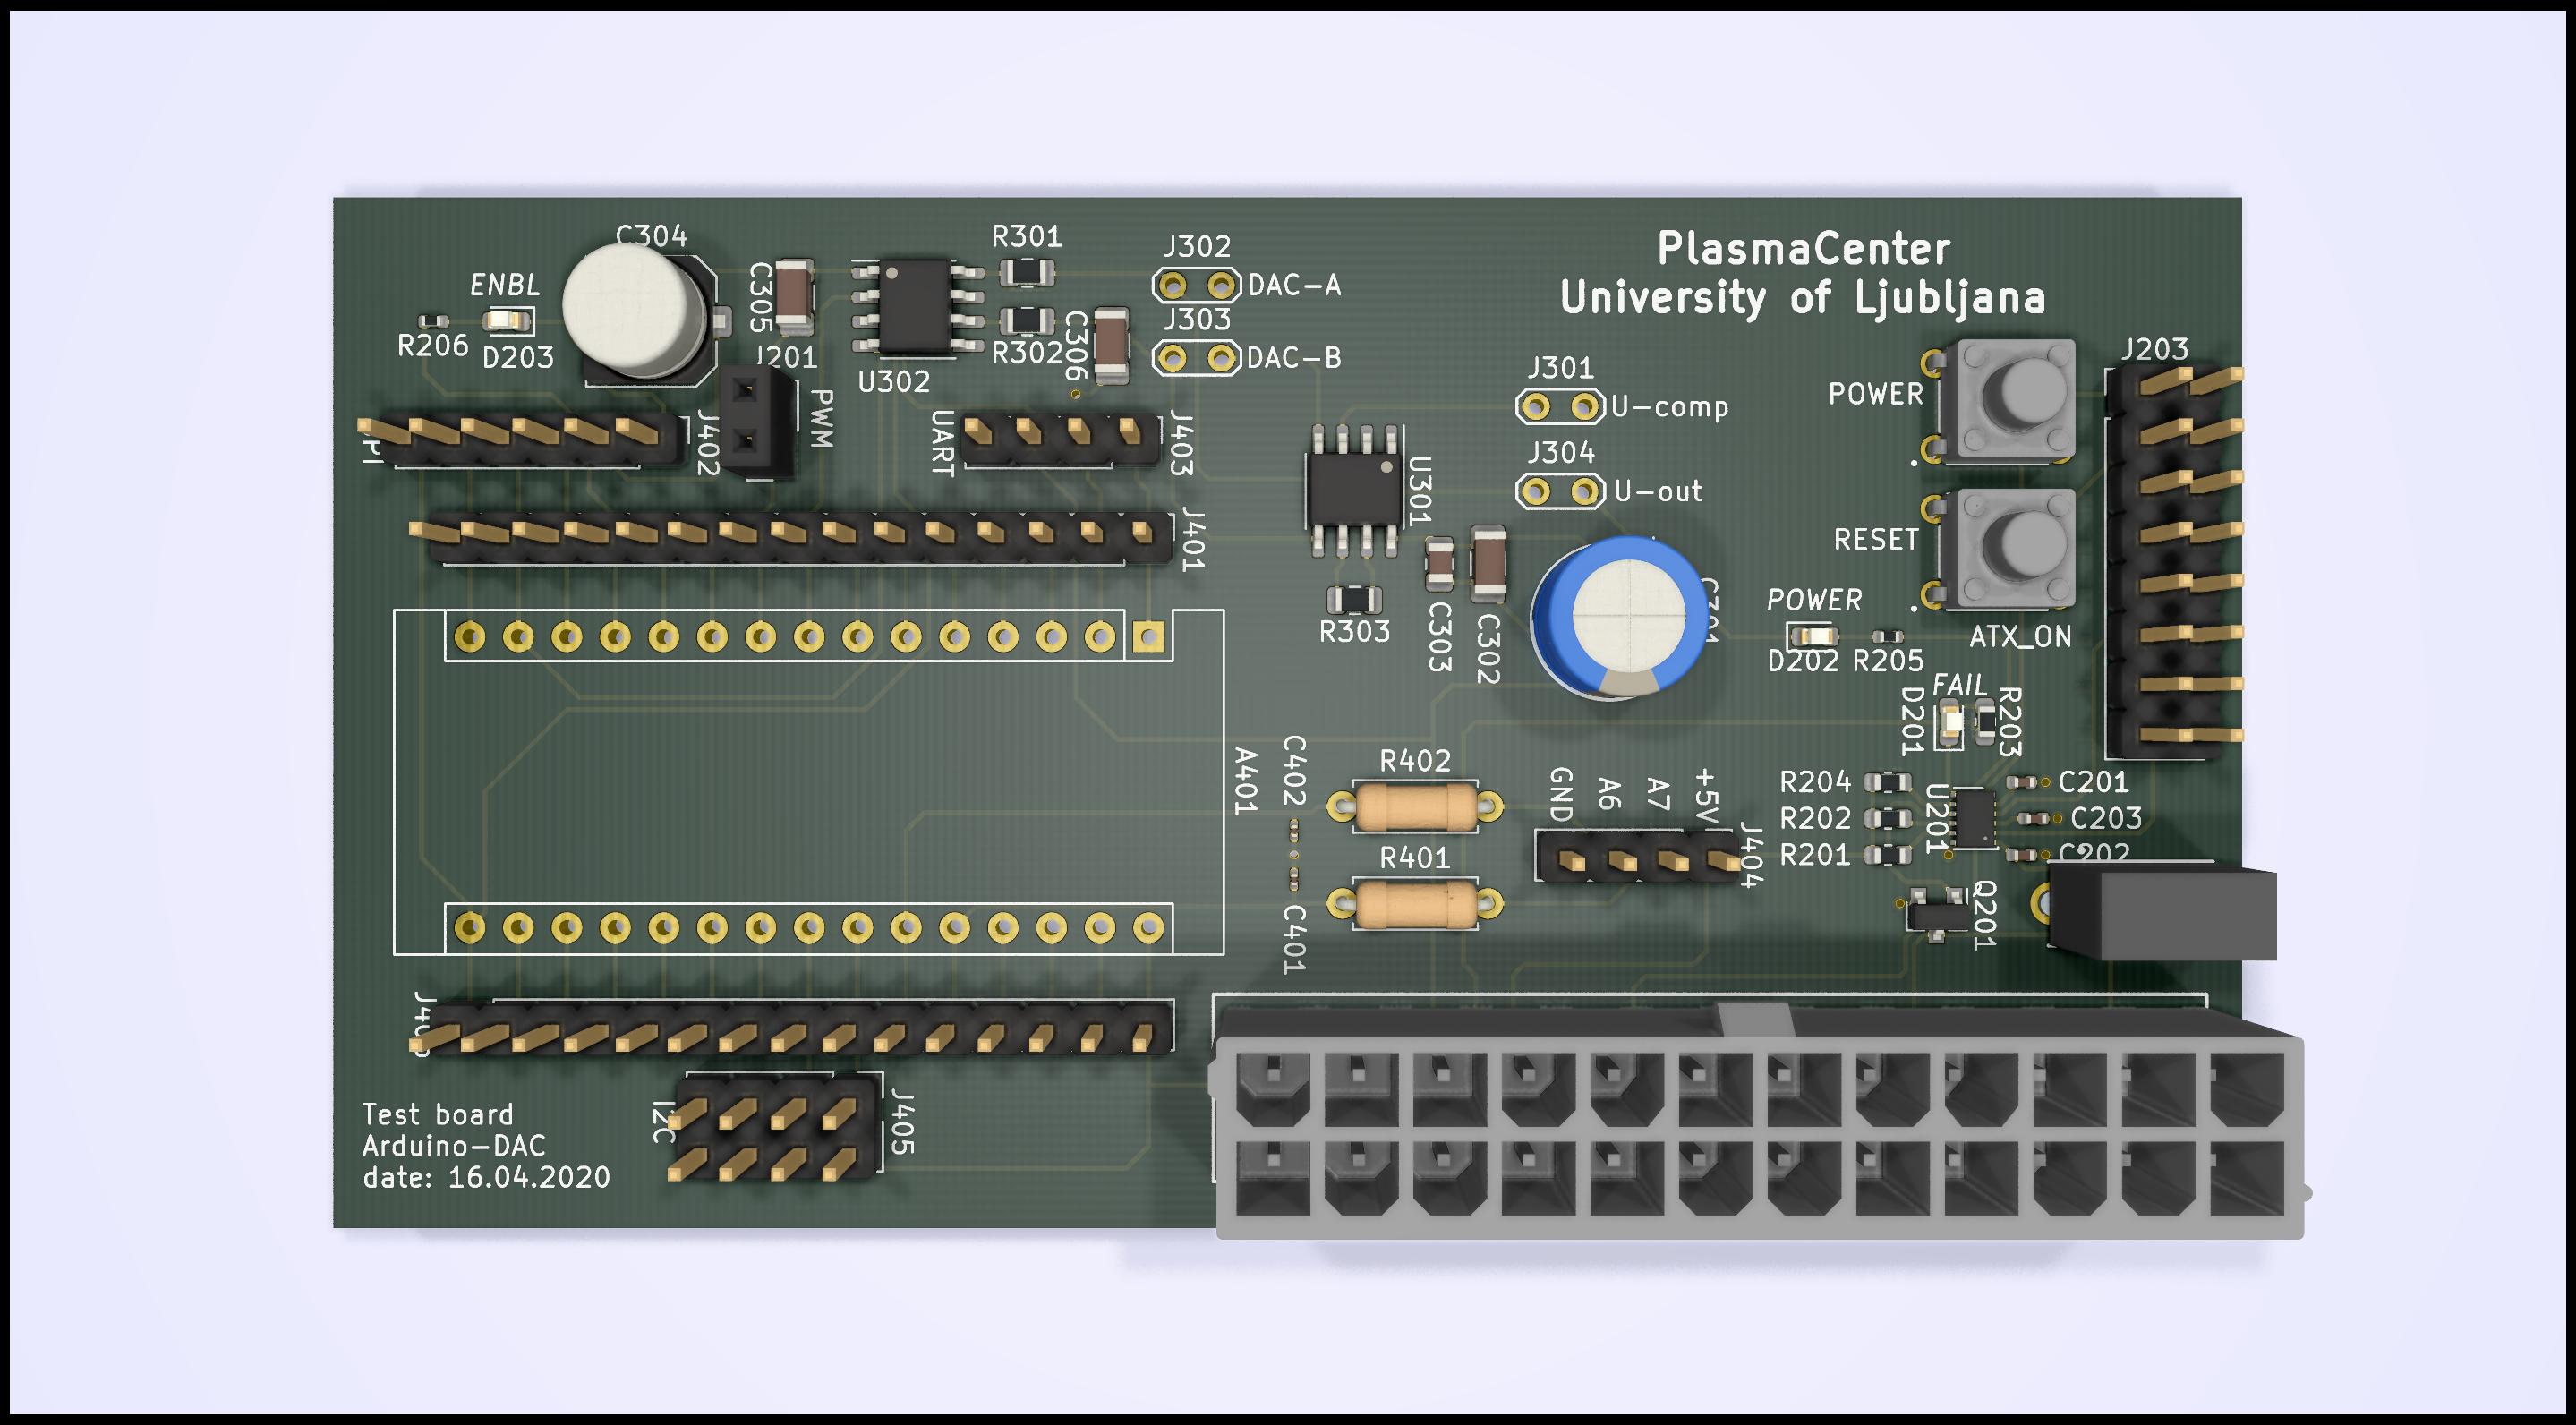 PlasmaCenter
University of Ljubljana
C304
ENBL
R206
D203
C305
J201
PWM
U302
R301
R302
C306
J302
DAC-A
J303
DAC-B
J402
UART
J403
J401
J301
U-comp
J304
U-out
U301
R303
C303
C302
POWER
RESET
J203
POWER
D202
R205
ATX_ON
FAIL
D201
R203
A401
C402
C401
R402
R401
GND
A6
A7
+5V
J404
R204
R202
R201
U201
C201
C203
C202
Q201
I2C
J405
Test board
Arduino-DAC
date: 16.04.2020